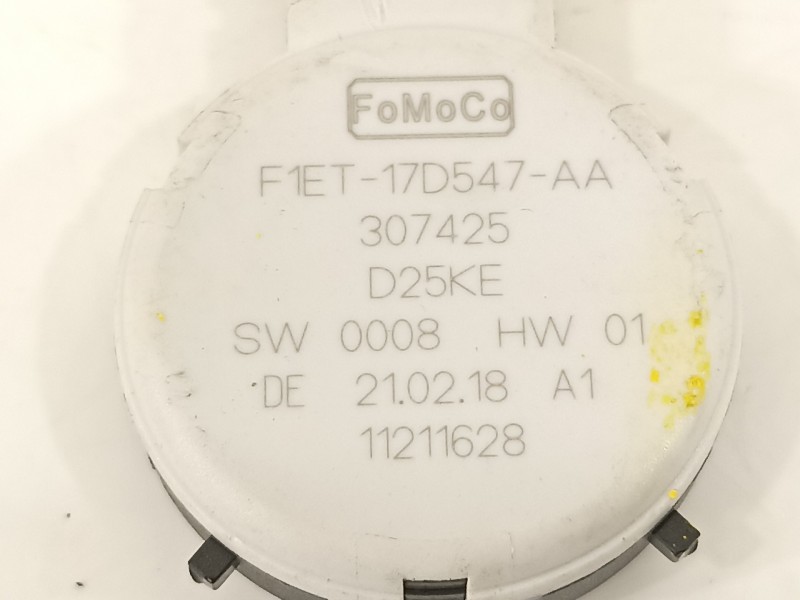 FoMoCo
F1ET-17D547-AA
307425
D25KE
SW 0008 HW 01
DE 21.02.18 A1
11211628